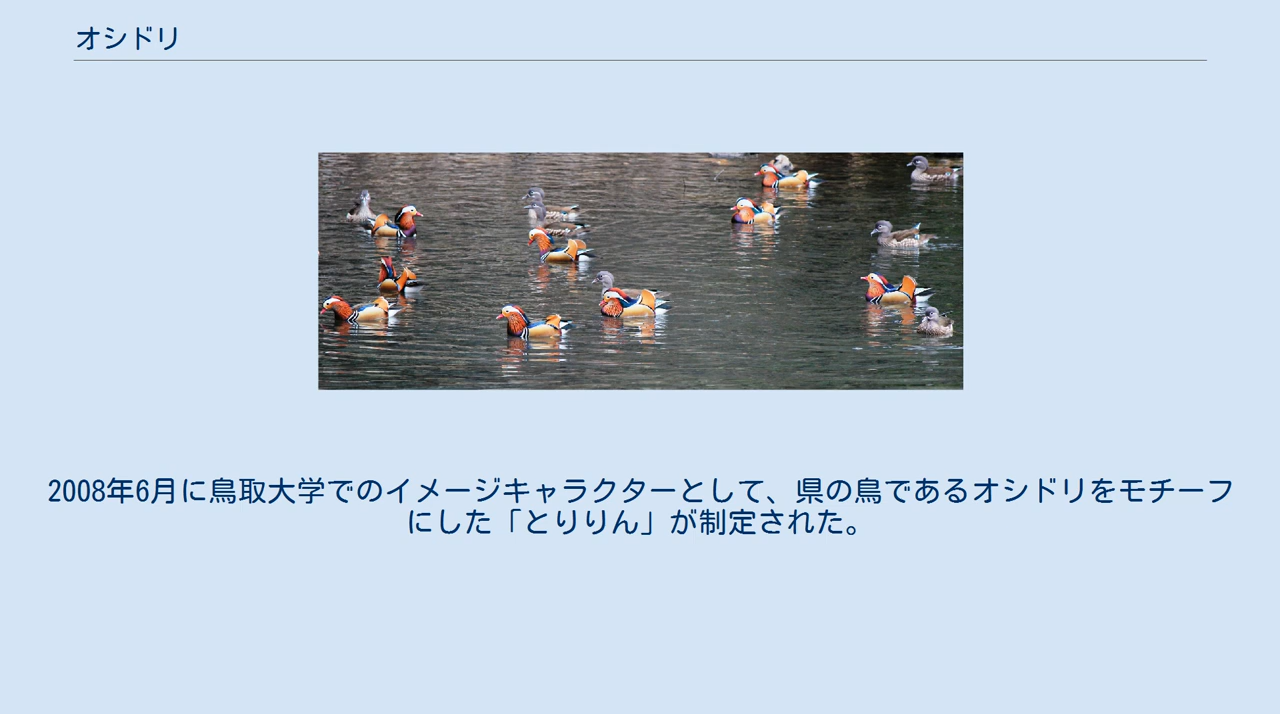 オシドリ
2008年6月に鳥取大学でのイメージキャラクターとして、県の鳥であるオシドリをモチーフ
にした「とりりん」が制定された。